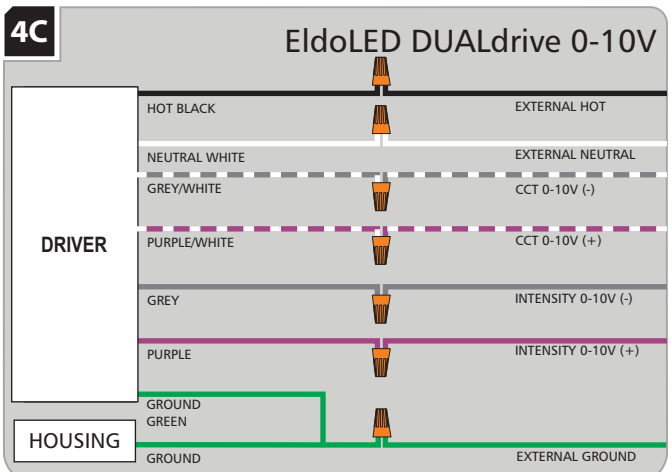 4C
EldoLED DUALdrive 0-10V
HOT BLACK
EXTERNAL HOT
NEUTRAL WHITE
EXTERNAL NEUTRAL
GREY/WHITE
CCT 0-10V (-)
DRIVER
PURPLE/WHITE
CCT 0-10V (+)
GREY
INTENSITY 0-10V (-)
PURPLE
INTENSITY 0-10V (+)
GROUND
GREEN
HOUSING
GROUND
EXTERNAL GROUND